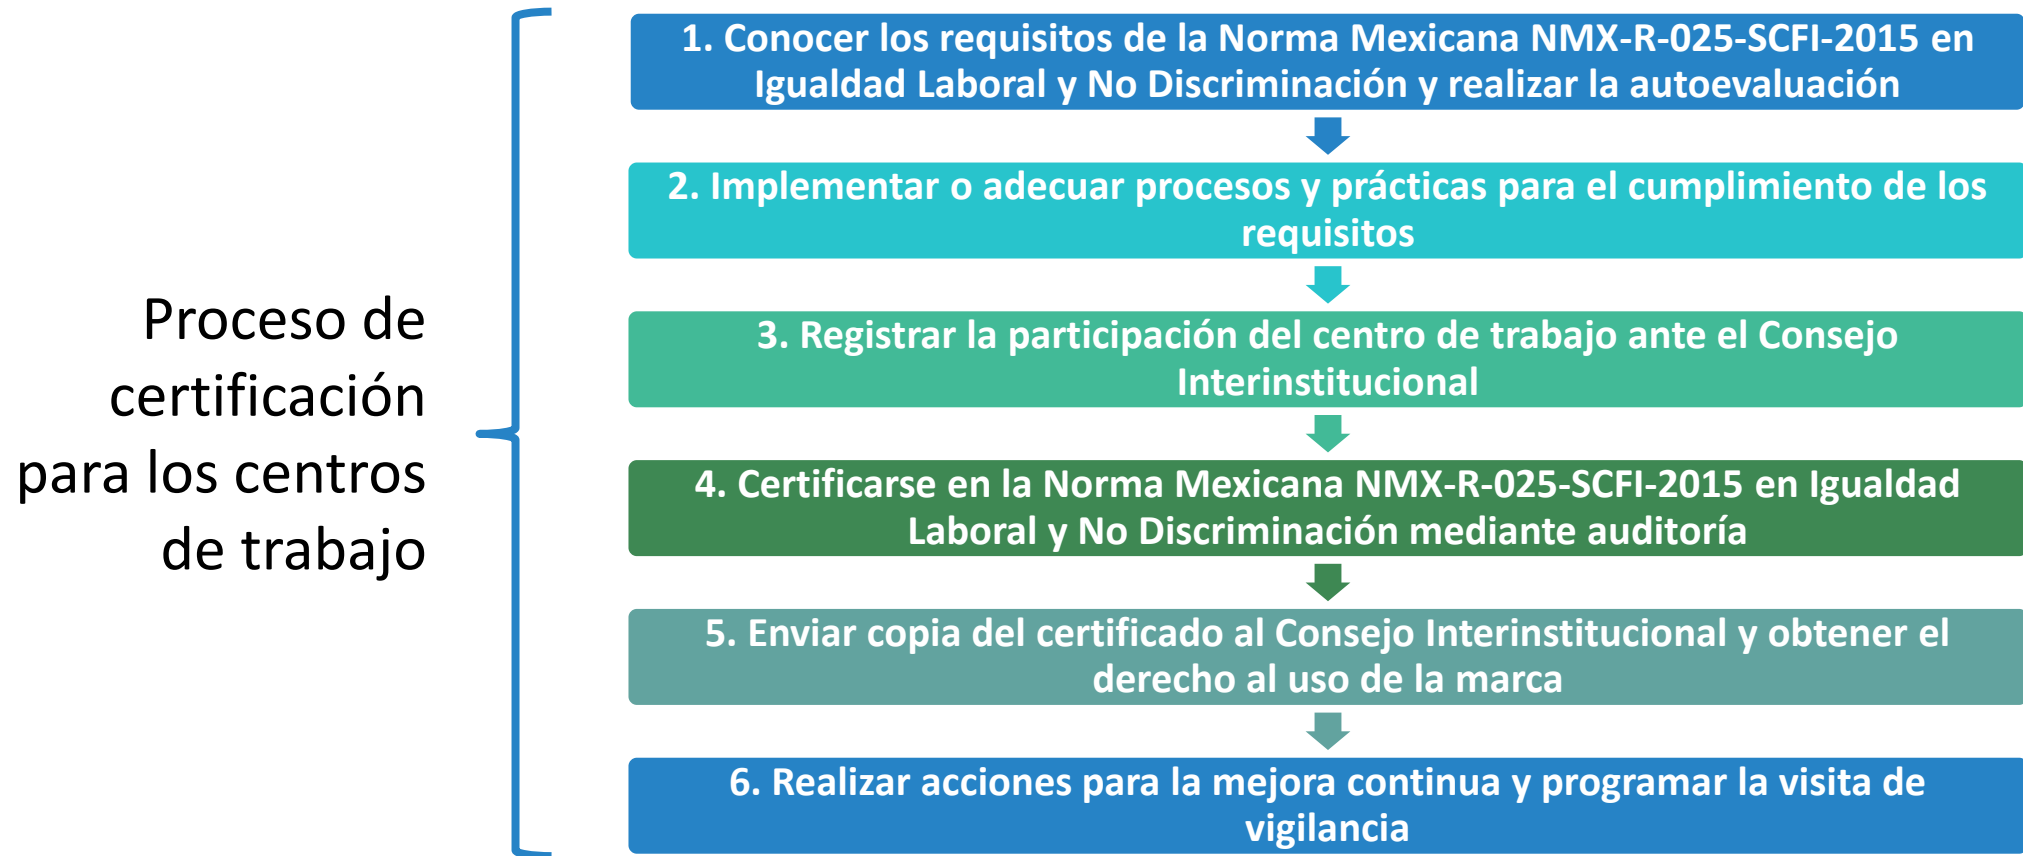 Proceso de
certificación
para los centros
de trabajo
1. Conocer los requisitos de la Norma Mexicana NMX-R-025-SCFI-2015 en
Igualdad Laboral y No Discriminación y realizar la autoevaluación
2. Implementar o adecuar procesos y prácticas para el cumplimiento de los
requisitos
3. Registrar la participación del centro de trabajo ante el Consejo
Interinstitucional
4. Certificarse en la Norma Mexicana NMX-R-025-SCFI-2015 en Igualdad
Laboral y No Discriminación mediante auditoría
5. Enviar copia del certificado al Consejo Interinstitucional y obtener el
derecho al uso de la marca
6. Realizar acciones para la mejora continua y programar la visita de
vigilancia